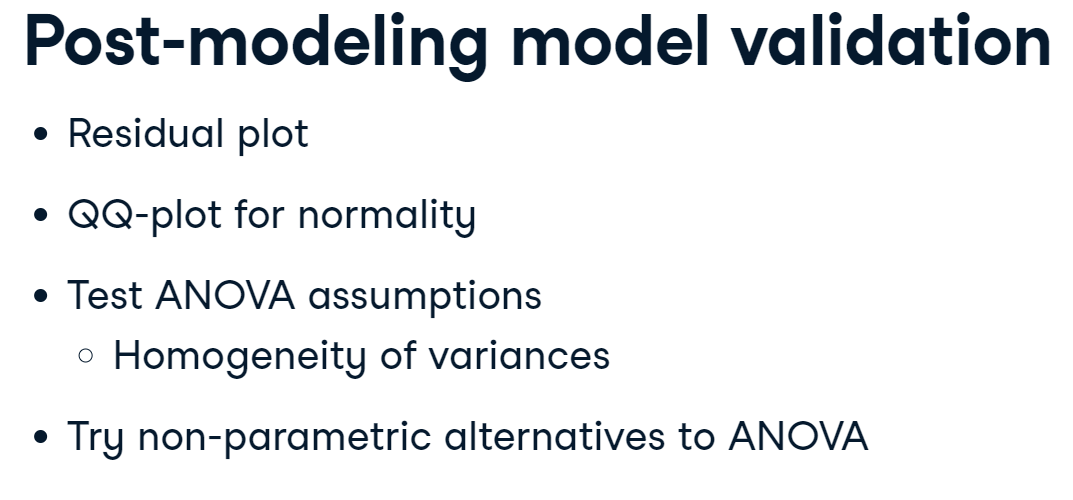 Post-modeling model validation
• Residual plot
• QQ-plot for normality
• Test ANOVA assumptions
○ Homogeneity of variances
• Try non-parametric alternatives to ANOVA